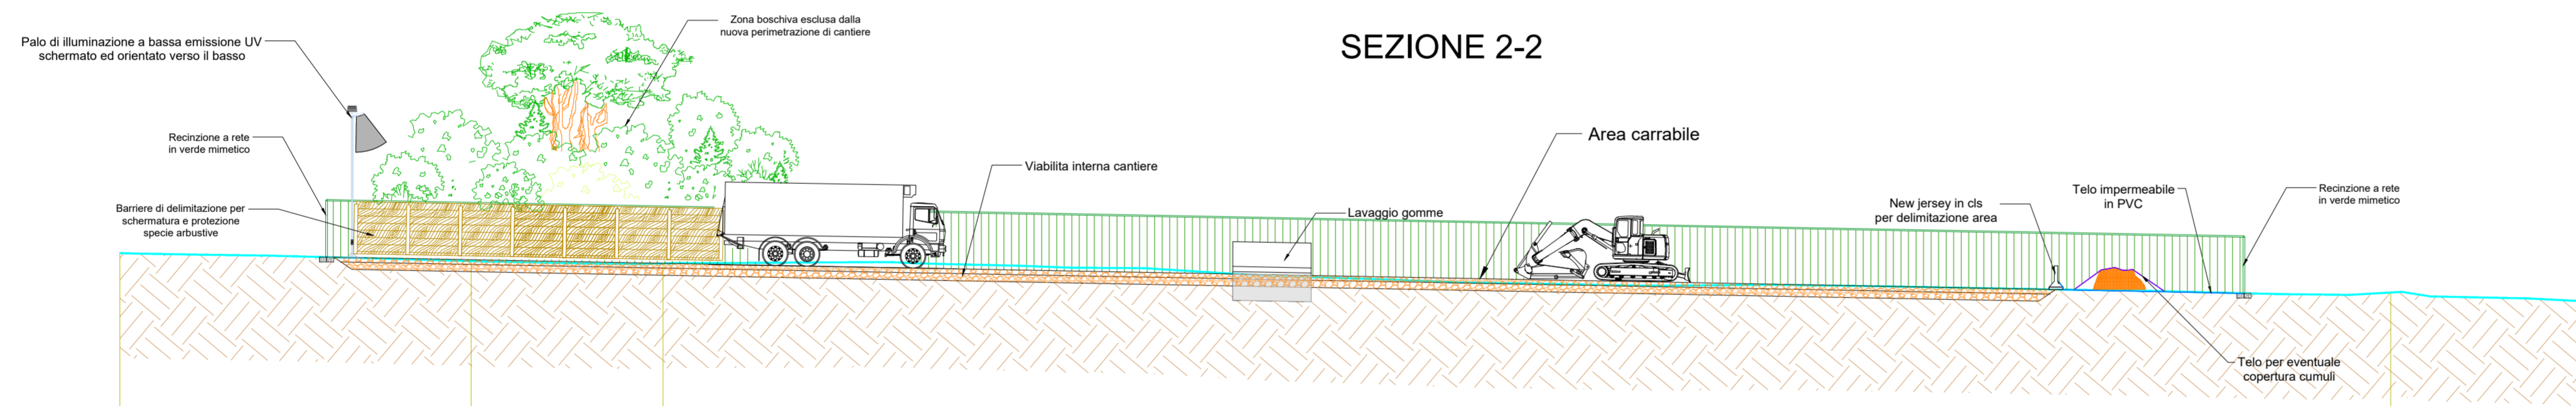 SEZIONE 2-2
Palo di illuminazione a bassa emissione UV
schermato ed orientato verso il basso
Zona boschiva esclusa dalla
nuova perimetrazione di cantiere
Recinzione a rete
in verde mimetico
Barriere di delimitazione per
schermatura e protezione
specie arbustive
Viabilita interna cantiere
Area carrabile
Lavaggio gomme
New jersey in cls
per delimitazione area
Telo impermeabile
in PVC
Recinzione a rete
in verde mimetico
Telo per eventuale
copertura cumuli